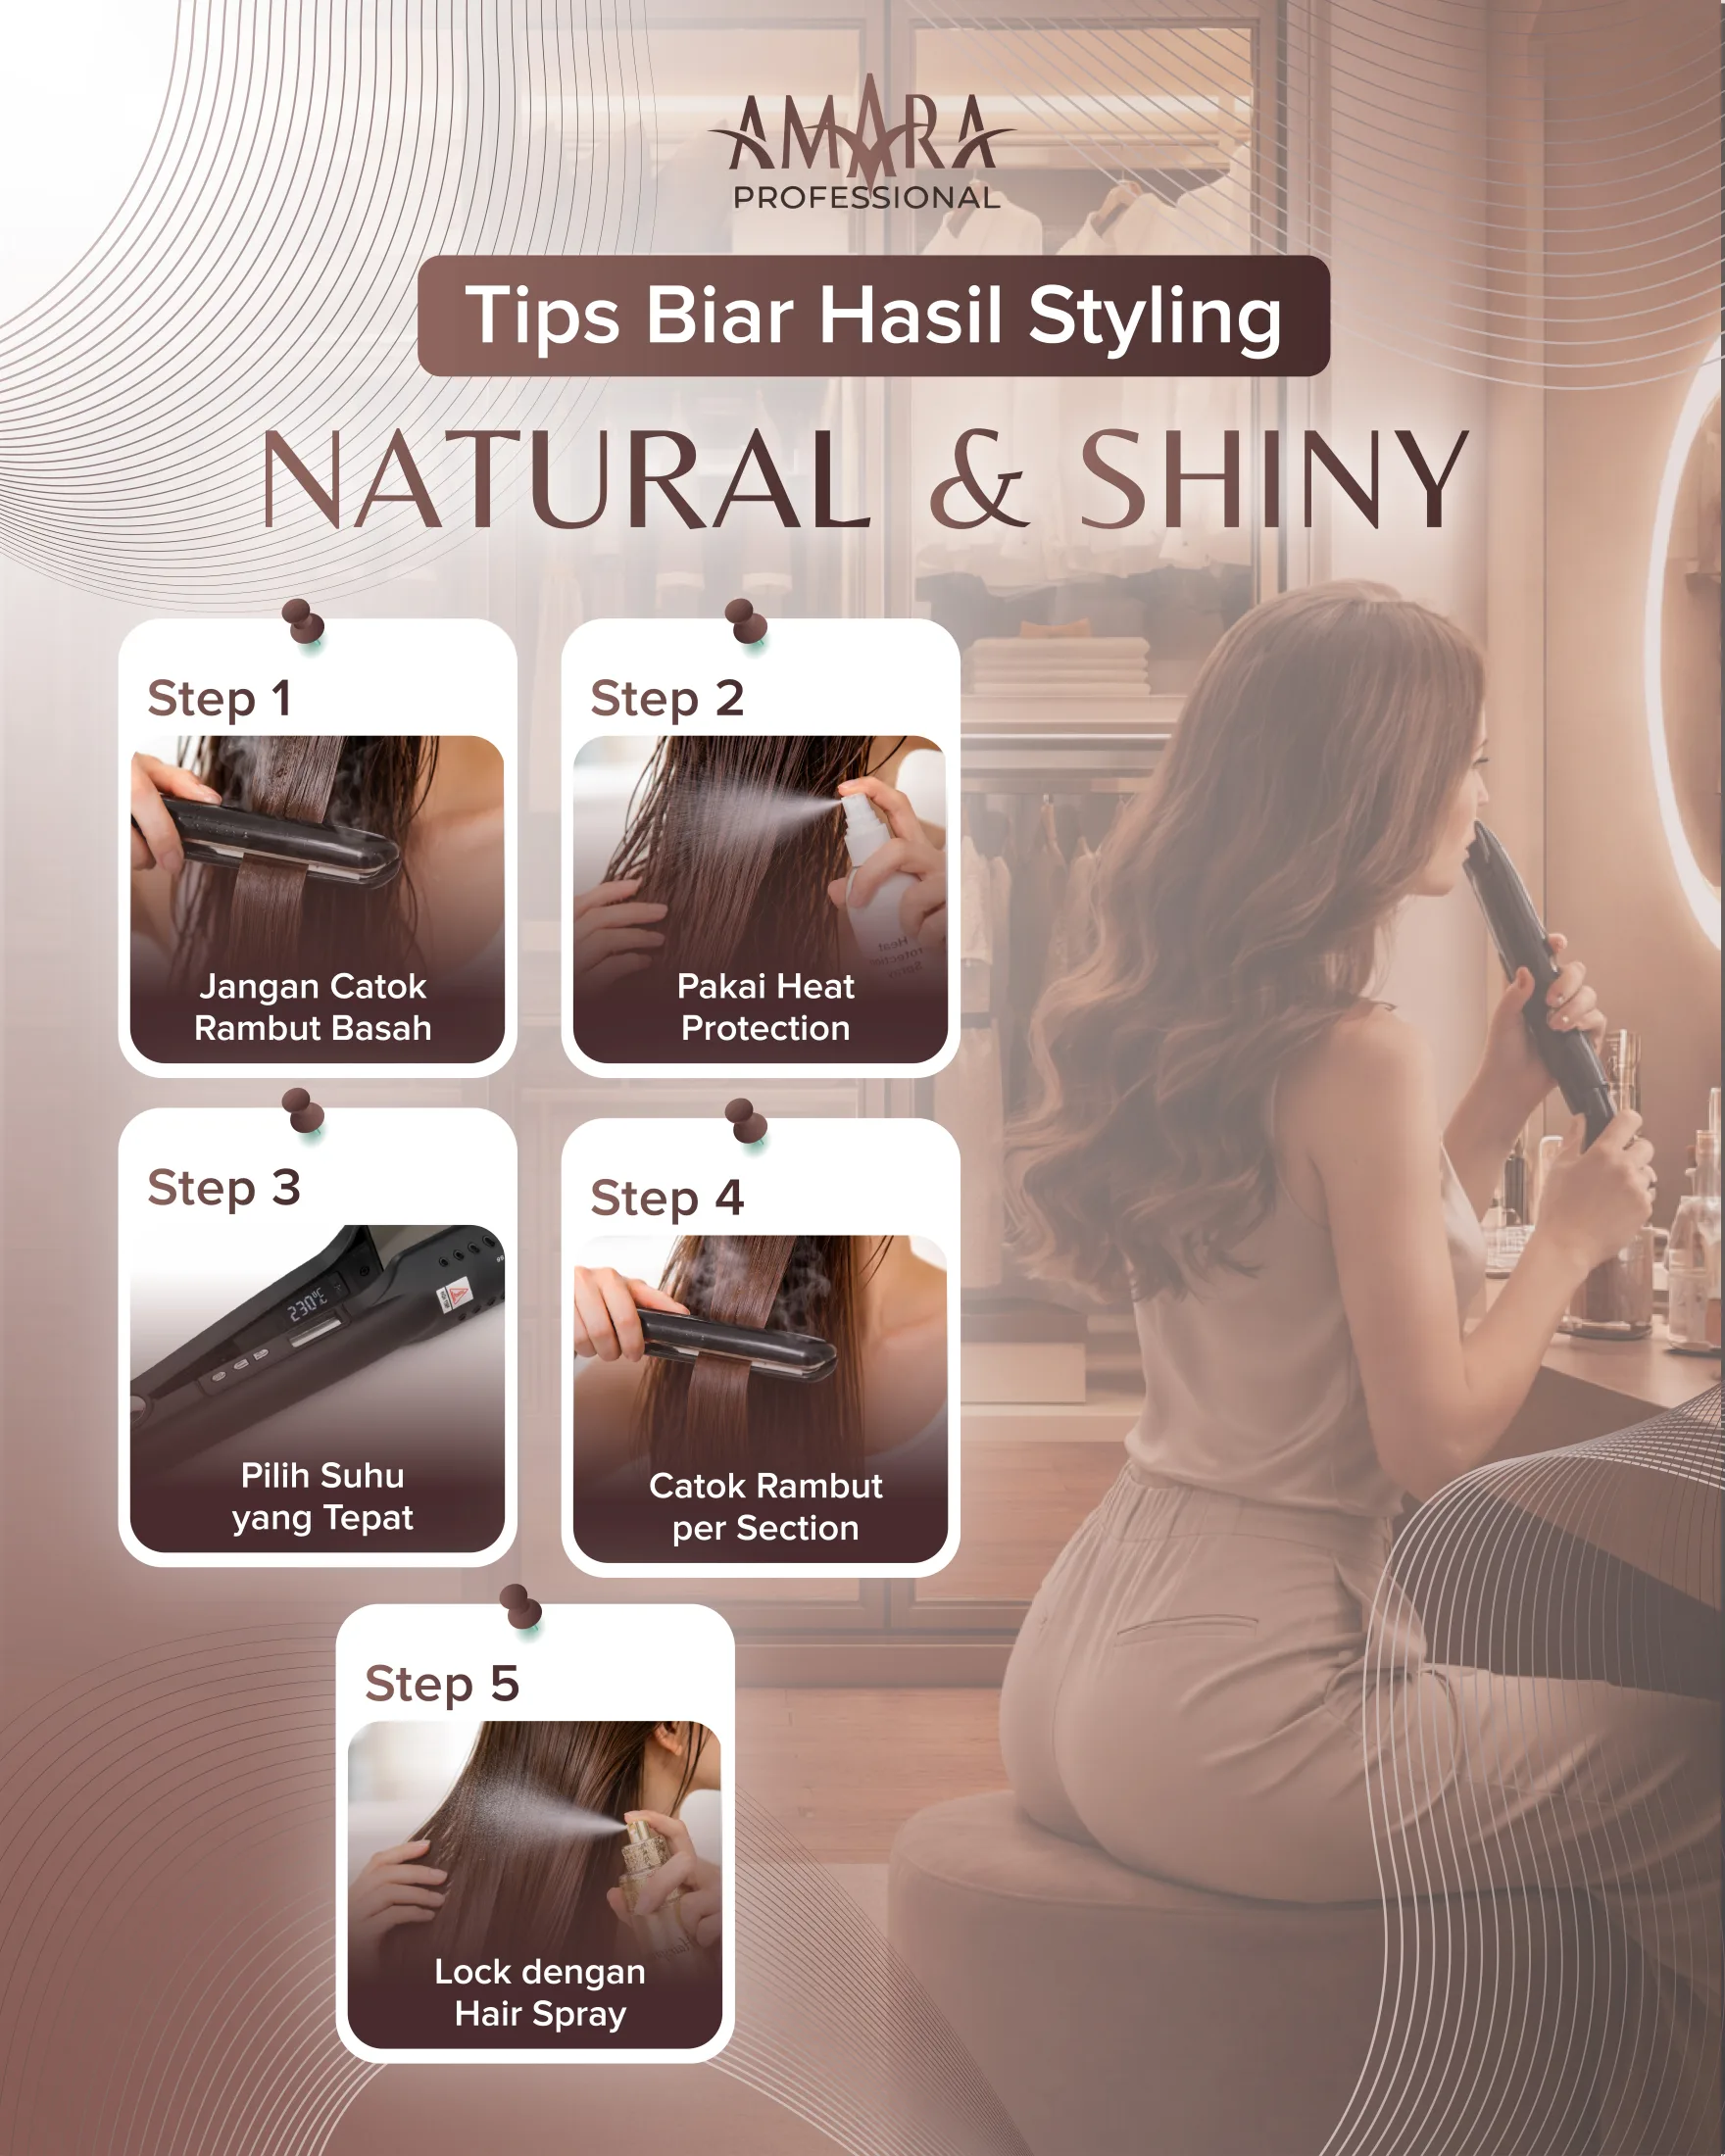 AMARA
PROFESSIONAL
Tips Biar Hasil Styling
NATURAL & SHINY
Step 1
Jangan Catok
Rambut Basah
Step 2
Heat
Pakai Heat
Protection
Step 3
230°C
Pilih Suhu
yang Tepat
Step 4
Catok Rambut
per Section
Step 5
Lock dengan
Hair Spray